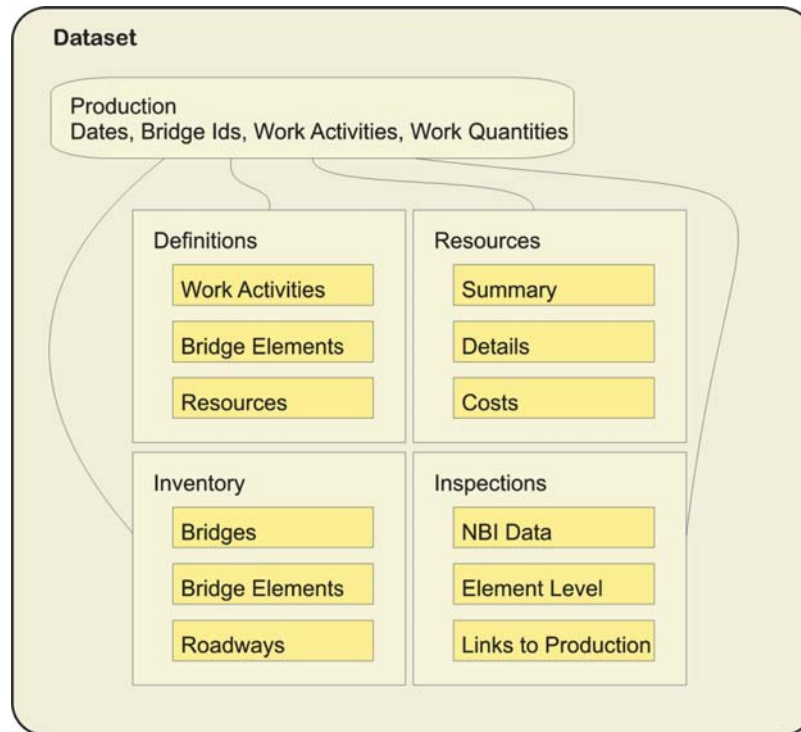 Dataset
Production
Dates, Bridge Ids, Work Activities, Work Quantities
Definitions
Work Activities
Bridge Elements
Resources
Resources
Summary
Details
Costs
Inventory
Bridges
Bridge Elements
Roadways
Inspections
NBI Data
Element Level
Links to Production